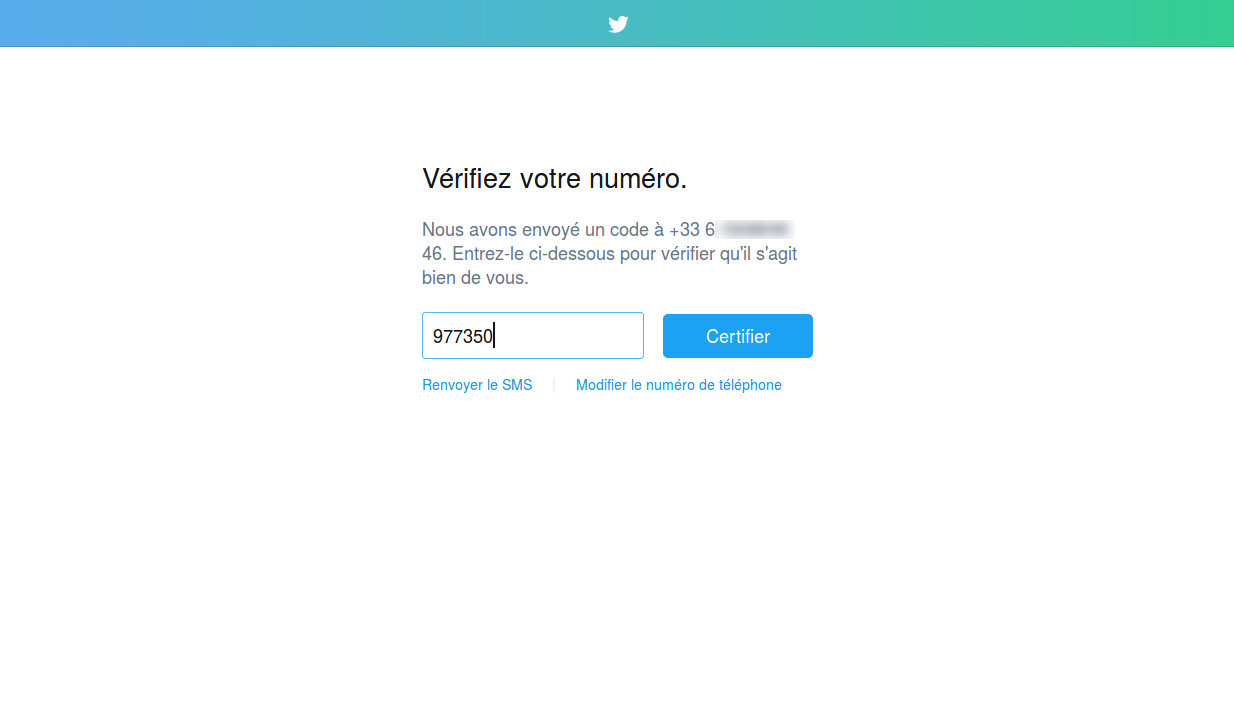 Vérifiez votre numéro.
Nous avons envoyé un code à +33 6
46. Entrez-le ci-dessous pour vérifier qu'il s'agit
bien de vous.
977350 Certifier
Renvoyer le SMS | Modifier le numéro de téléphone